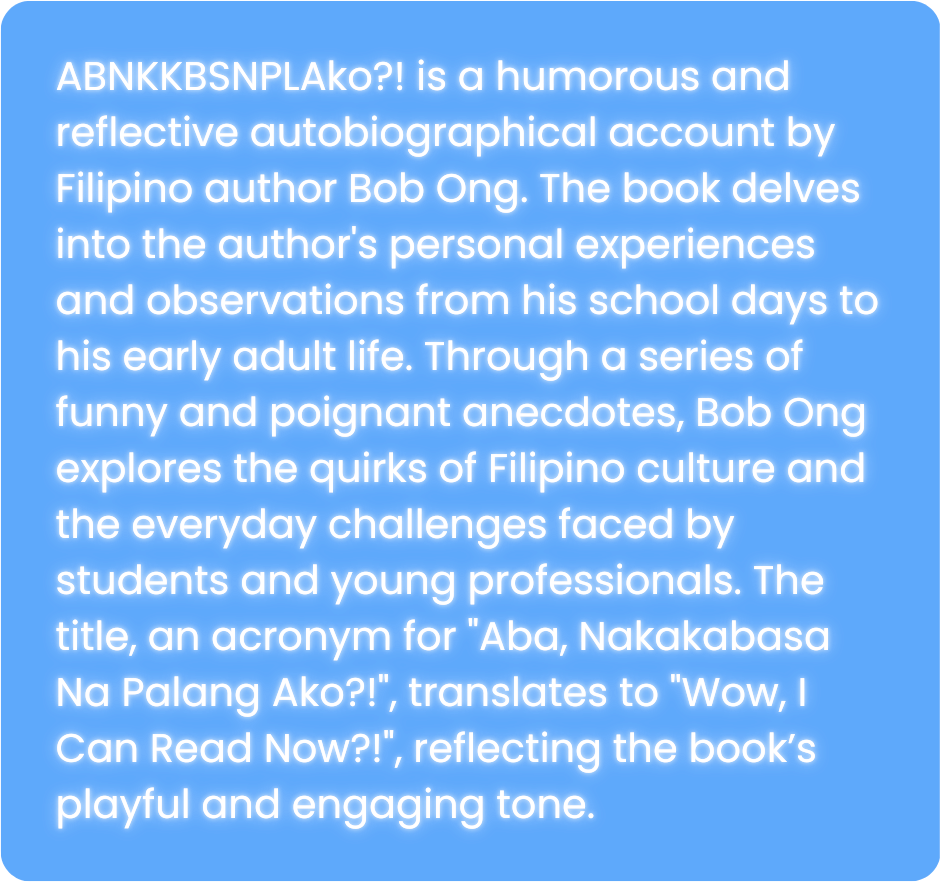 ABNKKBSNPLAko?! is a humorous and
reflective autobiographical account by
Filipino author Bob Ong. The book delves
into the author's personal experiences
and observations from his school days to
his early adult life. Through a series of
funny and poignant anecdotes, Bob Ong
explores the quirks of Filipino culture and
the everyday challenges faced by
students and young professionals. The
title, an acronym for "Aba, Nakakabasa
Na Palang Ako?!", translates to "Wow, I
Can Read Now?!", reflecting the book’s
playful and engaging tone.